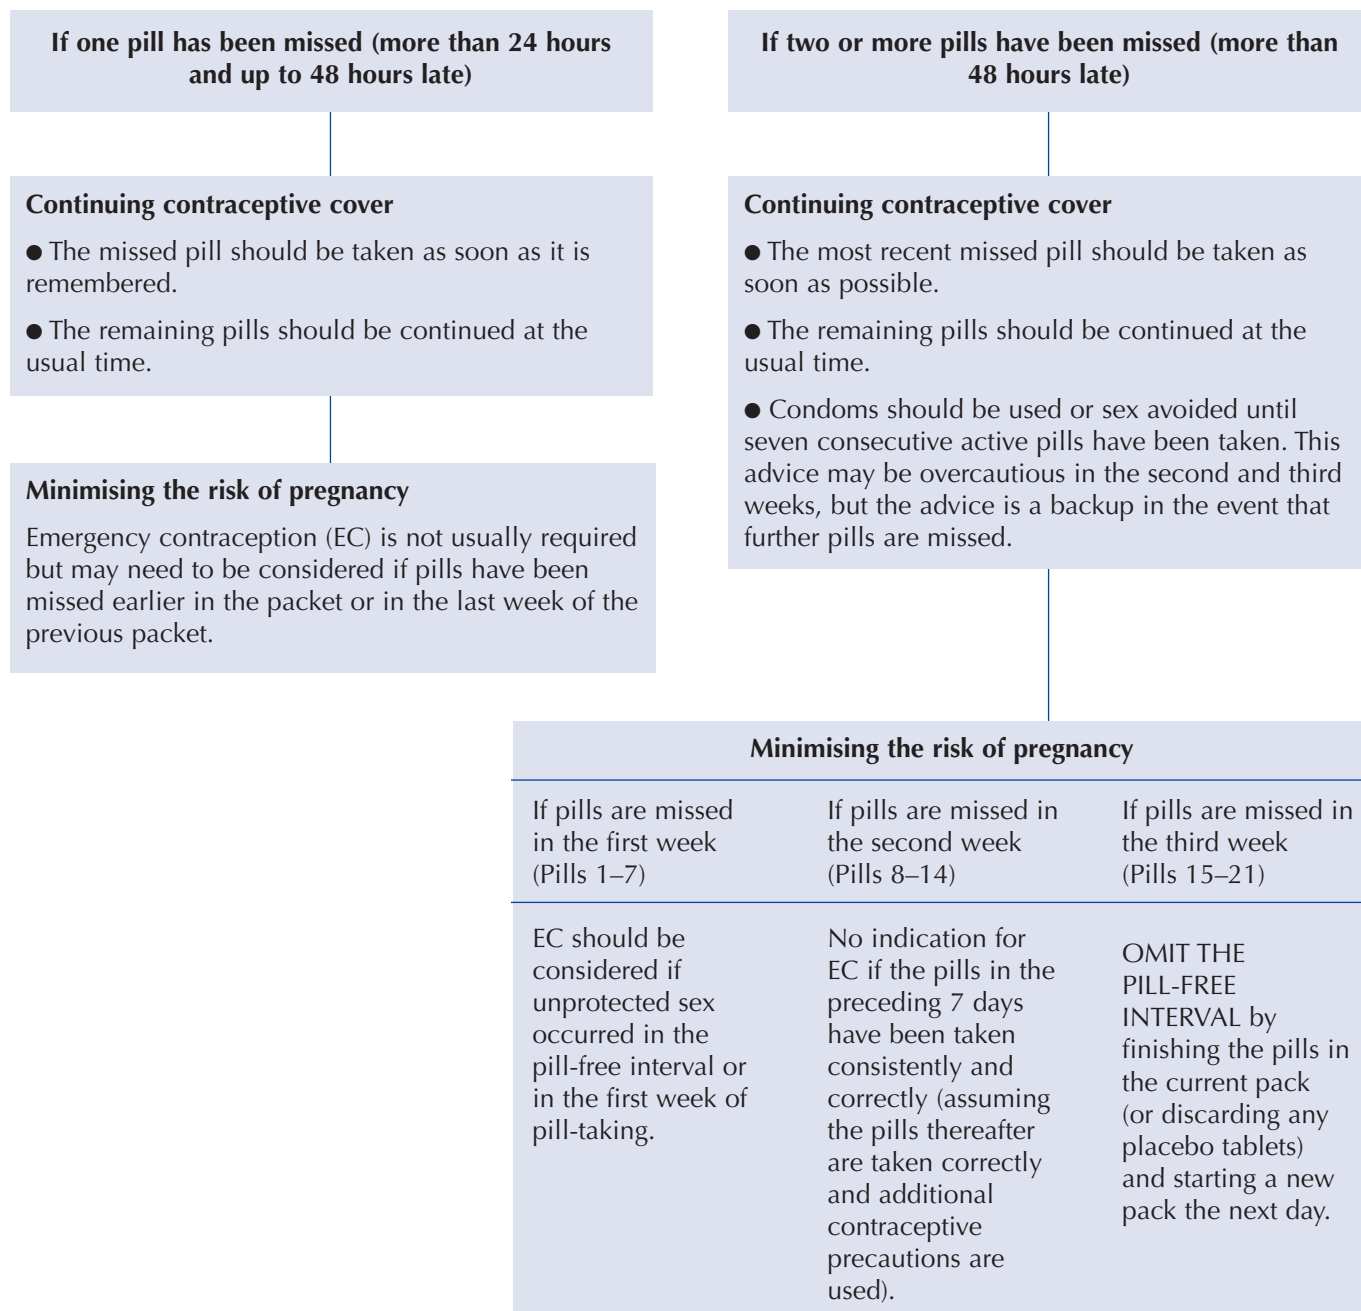 If one pill has been missed (more than 24 hours
and up to 48 hours late)
Continuing contraceptive cover
● The missed pill should be taken as soon as it is
remembered.
● The remaining pills should be continued at the
usual time.
Minimising the risk of pregnancy
Emergency contraception (EC) is not usually required
but may need to be considered if pills have been
missed earlier in the packet or in the last week of the
previous packet.
If two or more pills have been missed (more than
48 hours late)
Continuing contraceptive cover
● The most recent missed pill should be taken as
soon as possible.
● The remaining pills should be continued at the
usual time.
● Condoms should be used or sex avoided until
seven consecutive active pills have been taken. This
advice may be overcautious in the second and third
weeks, but the advice is a backup in the event that
further pills are missed.
Minimising the risk of pregnancy
If pills are missed
in the first week
(Pills 1–7)
If pills are missed in
the second week
(Pills 8–14)
If pills are missed in
the third week
(Pills 15–21)
EC should be
considered if
unprotected sex
occurred in the
pill-free interval or
in the first week of
pill-taking.
No indication for
EC if the pills in the
preceding 7 days
have been taken
consistently and
correctly (assuming
the pills thereafter
are taken correctly
and additional
contraceptive
precautions are
used).
OMIT THE
PILL-FREE
INTERVAL by
finishing the pills in
the current pack
(or discarding any
placebo tablets)
and starting a new
pack the next day.